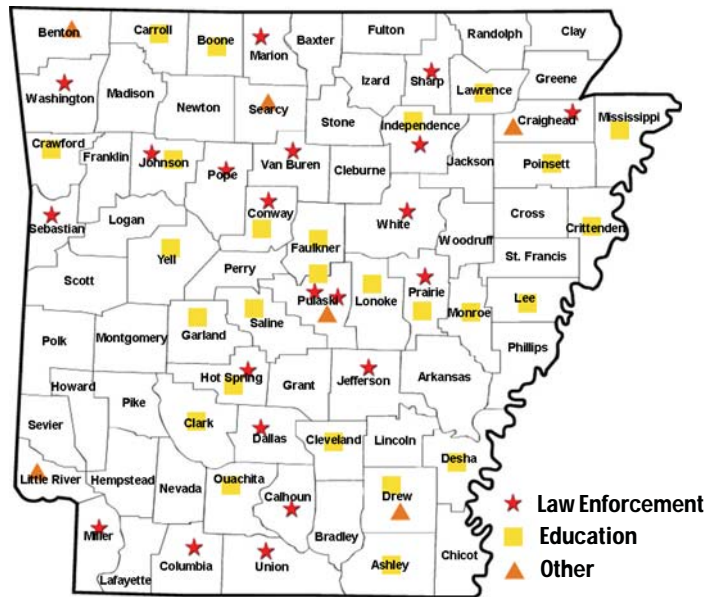 Benton
Carroll
Boone
Marion
Baxter
Fulton
Randolph
Clay
Washington
Madison
Newton
Searcy
Stone
Izard
Sharp
Lawrence
Greene
Independence
Craighead
Mississippi
Crawford
Franklin
Johnson
Pope
Van Buren
Cleburne
Jackson
Poinsett
Sebastian
Logan
Conway
Faulkner
White
Woodruff
Cross
Crittenden
St. Francis
Scott
Yell
Perry
Pulaski
Lonoke
Prairie
Monroe
Lee
Phillips
Polk
Montgomery
Garland
Saline
Hot Spring
Grant
Jefferson
Arkansas
Howard
Pike
Clark
Dallas
Cleveland
Lincoln
Desha
Sevier
Little River
Hempstead
Nevada
Ouachita
Calhoun
Bradley
Drew
Miller
Lafayette
Columbia
Union
Ashley
Chicot
Law Enforcement
Education
Other